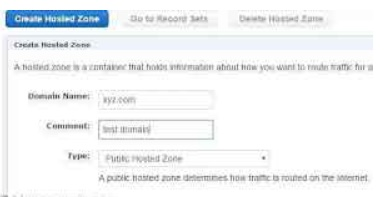 Create Hosted Zone Go to Record Sets Delete Hosted Zone
Create Hosted Zone
A hosted zone is a container that holds information about how you want to route traffic for a
Domain Name: xyz.com
Comment: test domain
Type: Public Hosted Zone
A public hosted zone determines how traffic is routed on the Internet.